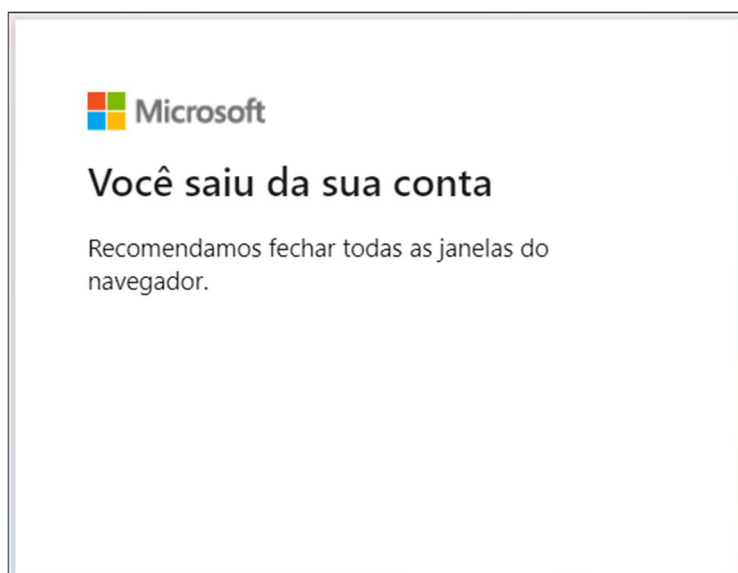 Microsoft
Você saiu da sua conta
Recomendamos fechar todas as janelas do
navegador.